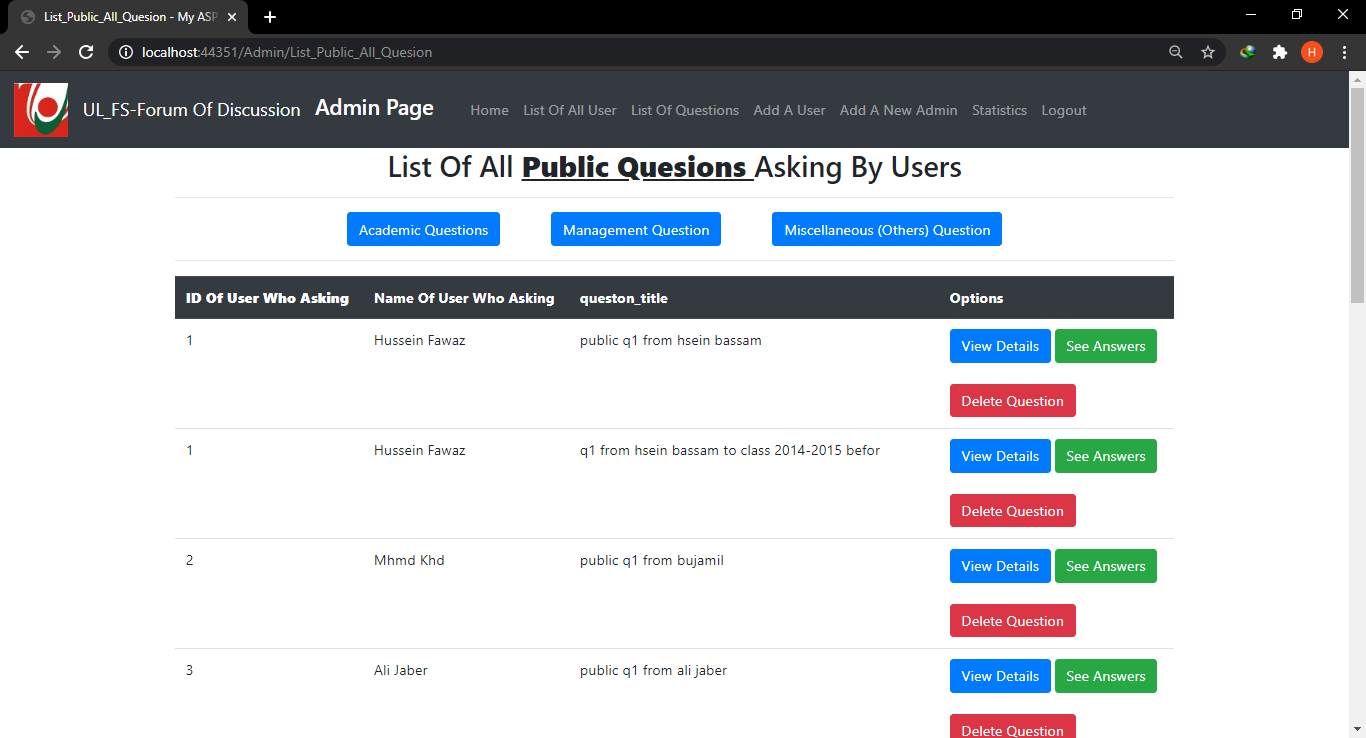 List_Public_All_Quesion - My ASP
localhost:44351/Admin/List_Public_All_Quesion
H
UL_FS-Forum Of Discussion Admin Page Home List Of All User List Of Questions Add A User Add A New Admin Statistics Logout
List Of All Public Quesions Asking By Users
Academic Questions Management Question Miscellaneous (Others) Question
ID Of User Who Asking Name Of User Who Asking queston_title Options
1 Hussein Fawaz public q1 from hsein bassam View Details See Answers
Delete Question
1 Hussein Fawaz q1 from hsein bassam to class 2014-2015 befor View Details See Answers
Delete Question
2 Mhmd Khd public q1 from bujamil View Details See Answers
Delete Question
3 Ali Jaber public q1 from ali jaber View Details See Answers
Delete Question